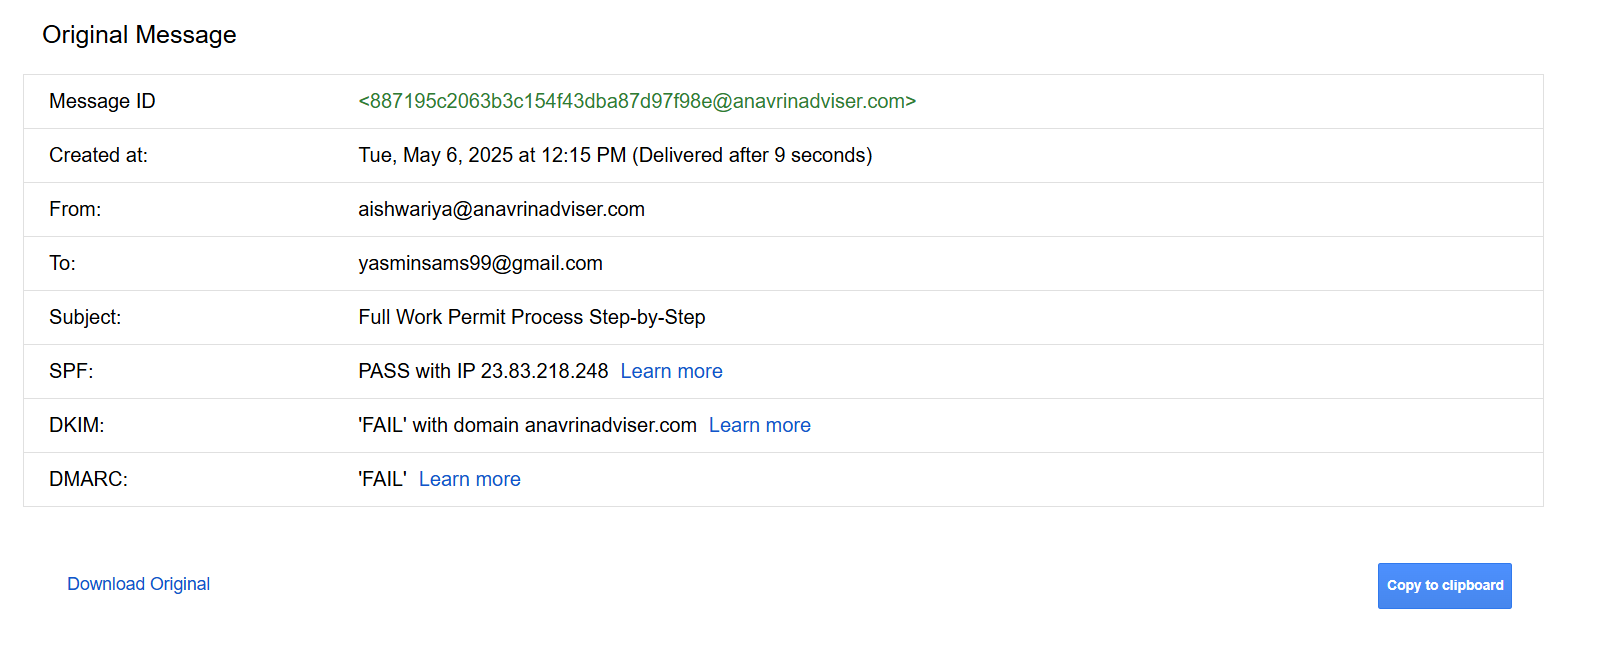 Original Message
Message ID <887195c2063b3c154f43dba87d97f98e@anavrinadviser.com>
Created at: Tue, May 6, 2025 at 12:15 PM (Delivered after 9 seconds)
From: aishwariya@anavrinadviser.com
To: yasminsams99@gmail.com
Subject: Full Work Permit Process Step-by-Step
SPF: PASS with IP 23.83.218.248 Learn more
DKIM: 'FAIL' with domain anavrinadviser.com Learn more
DMARC: 'FAIL' Learn more
Download Original Copy to clipboard